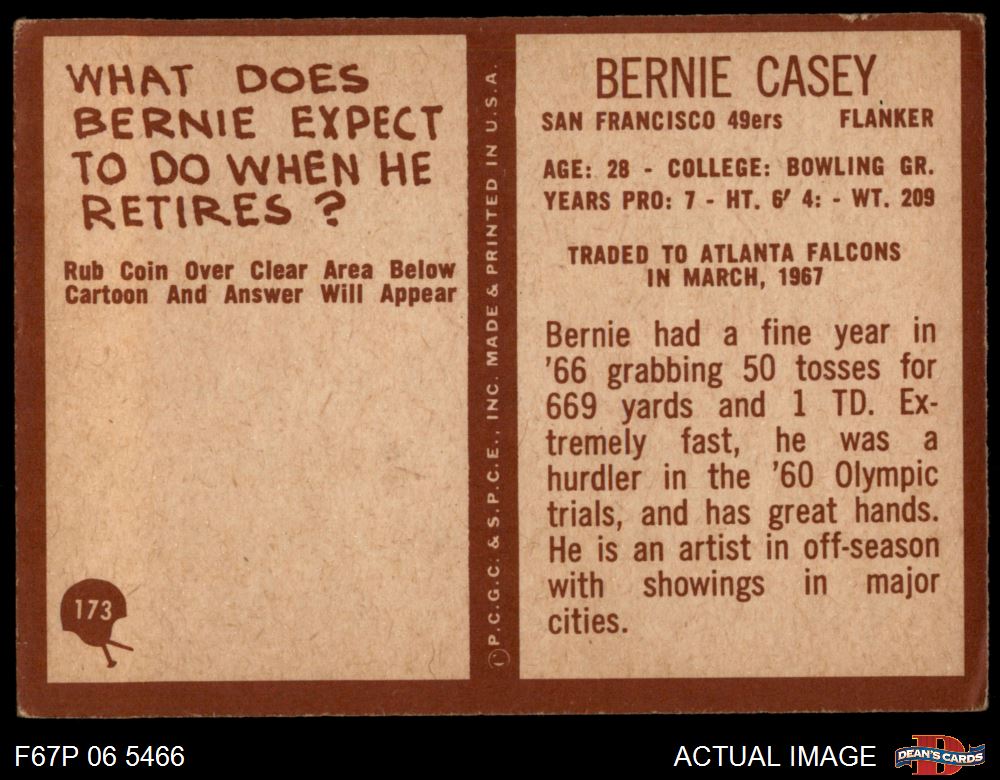 WHAT DOES
BERNIE EXPECT
TO DO WHEN HE
RETIRES ?
Rub Coin Over Clear Area Below
Cartoon And Answer Will Appear
173
Ⓒ P.C.G.C. & S.P.C.E., INC. MADE & PRINTED IN U.S.A.
BERNIE CASEY
SAN FRANCISCO 49ers FLANKER
AGE: 28 - COLLEGE: BOWLING GR.
YEARS PRO: 7 - HT. 6′ 4: - WT. 209
TRADED TO ATLANTA FALCONS
IN MARCH, 1967
Bernie had a fine year in
'66 grabbing 50 tosses for
669 yards and 1 TD. Ex-
tremely fast, he was a
hurdler in the '60 Olympic
trials, and has great hands.
He is an artist in off-season
with showings in major
cities.
F67P 06 5466
ACTUAL IMAGE
D
DEAN'S CARDS